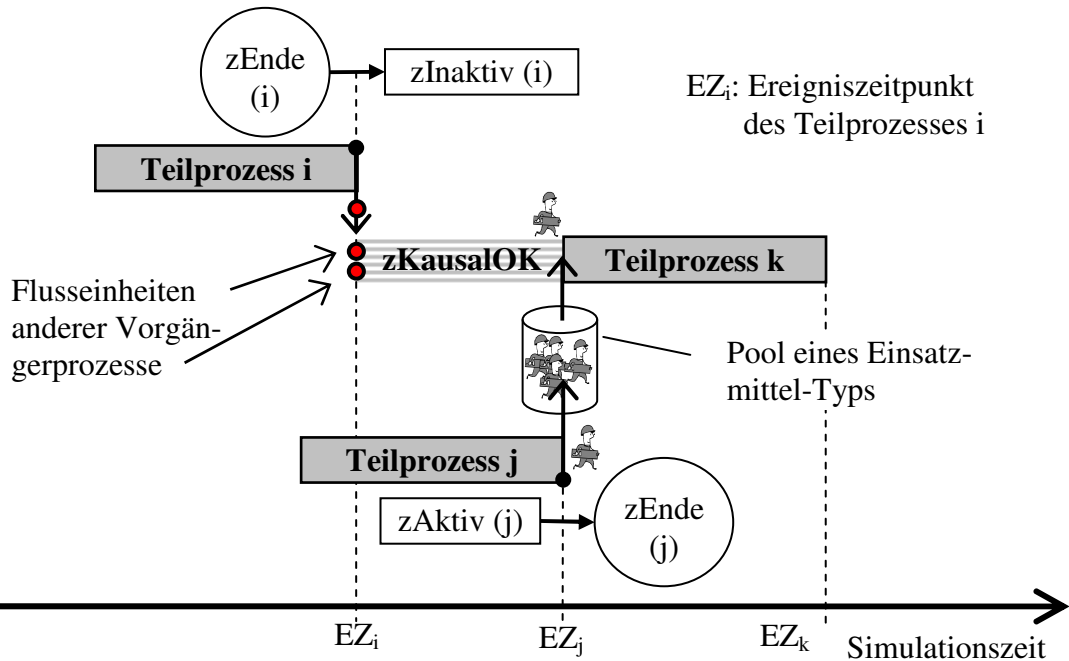 zEnde
(i)
zInaktiv (i)
EZi: Ereigniszeitpunkt
des Teilprozesses i
Teilprozess i
zKausalOK
Teilprozess k
Flusseinheiten
anderer Vorgän-
gerprozesse
Pool eines Einsatz-
mittel-Typs
Teilprozess j
zAktiv (j)
zEnde
(j)
EZi
EZj
EZk
Simulationszeit